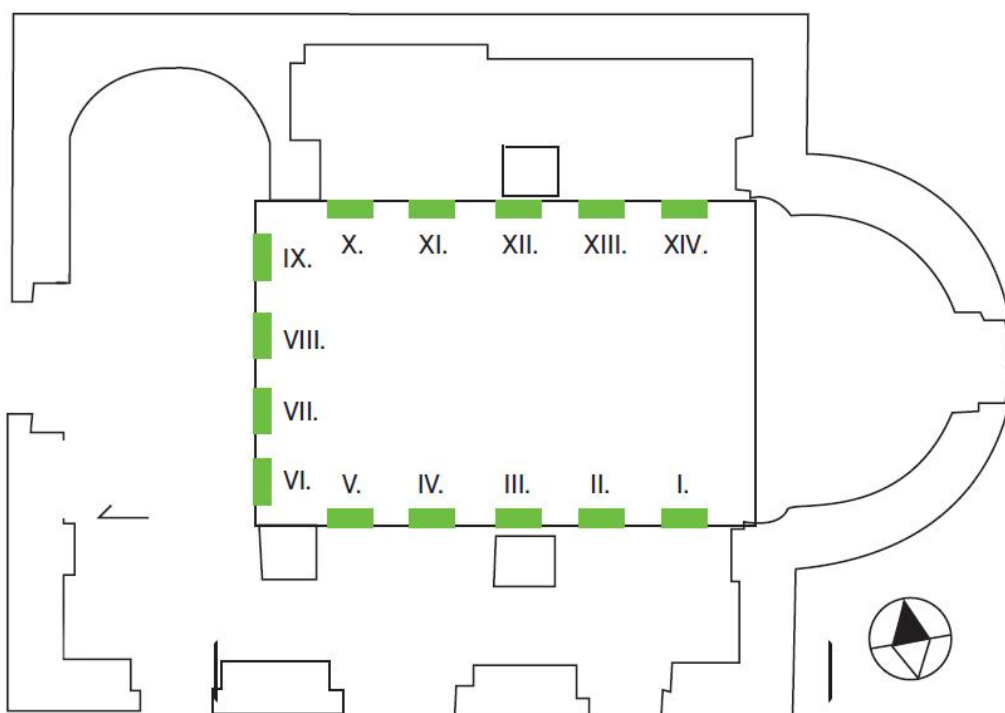 X. XI. XII. XIII. XIV.
IX.
VIII.
VII.
VI. V. IV. III. II. I.